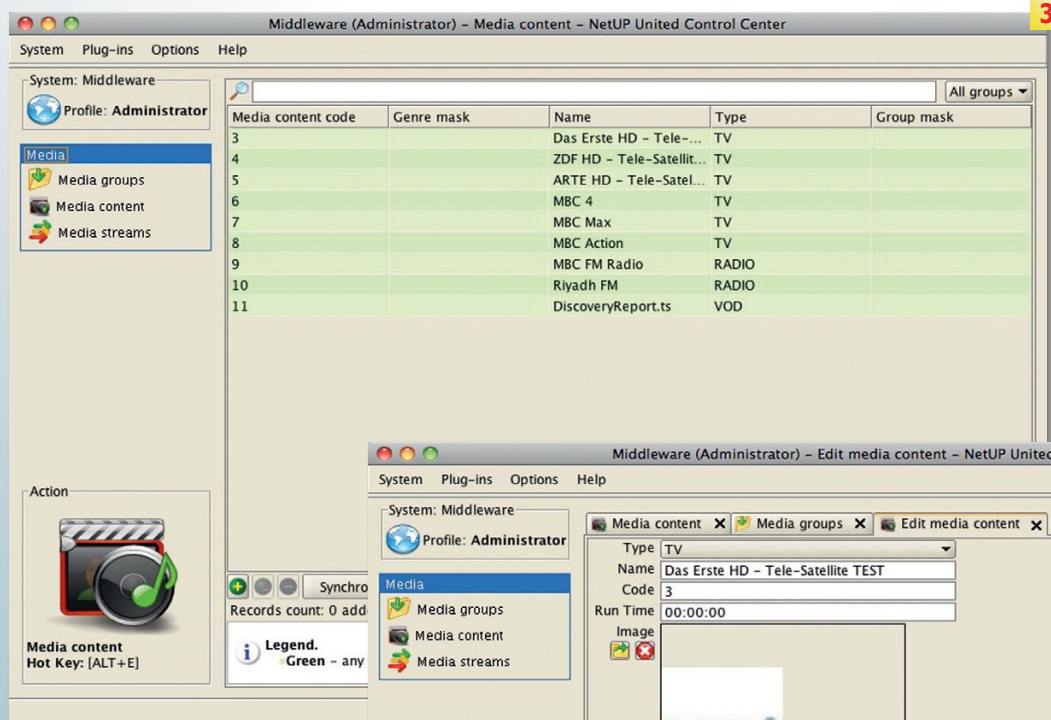 3
Middleware (Administrator) – Media content – NetUP United Control Center
System Plug-ins Options Help
System: Middleware
Profile: Administrator
All groups
Media
Media groups
Media content
Media streams
Media content code Genre mask Name Type Group mask
3 Das Erste HD – Tele-... TV
4 ZDF HD – Tele-Satellit... TV
5 ARTE HD – Tele-Satel... TV
6 MBC 4 TV
7 MBC Max TV
8 MBC Action TV
9 MBC FM Radio RADIO
10 Riyadh FM RADIO
11 DiscoveryReport.ts VOD
Action
Media content
Hot Key: [ALT+E]
Synchro
Records count: 0 add
Legend.
Green – any
Middleware (Administrator) – Edit media content – NetUP United
System Plug-ins Options Help
System: Middleware
Profile: Administrator
Media
Media groups
Media content
Media streams
Media content Media groups Edit media content
Type TV
Name Das Erste HD – Tele-Satellite TEST
Code 3
Run Time 00:00:00
Image